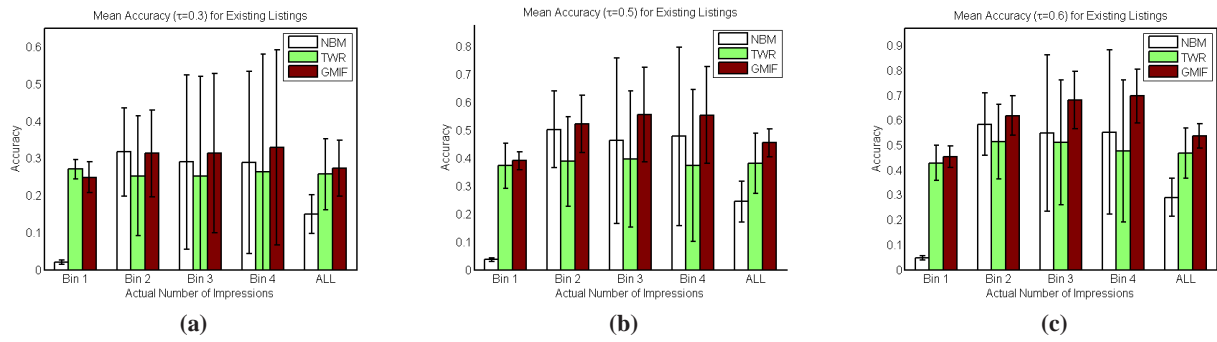 Mean Accuracy (τ=0.3) for Existing Listings
NBM
TWR
GMIF
Accuracy
0.6
0.5
0.4
0.3
0.2
0.1
0
Bin 1 Bin 2 Bin 3 Bin 4 ALL
Actual Number of Impressions
(a)
Mean Accuracy (τ=0.5) for Existing Listings
NBM
TWR
GMIF
Accuracy
0.8
0.7
0.6
0.5
0.4
0.3
0.2
0.1
0
Bin 1 Bin 2 Bin 3 Bin 4 ALL
Actual Number of Impressions
(b)
Mean Accuracy (τ=0.6) for Existing Listings
NBM
TWR
GMIF
Accuracy
0.9
0.8
0.7
0.6
0.5
0.4
0.3
0.2
0.1
0
Bin 1 Bin 2 Bin 3 Bin 4 ALL
Actual Number of Impressions
(c)